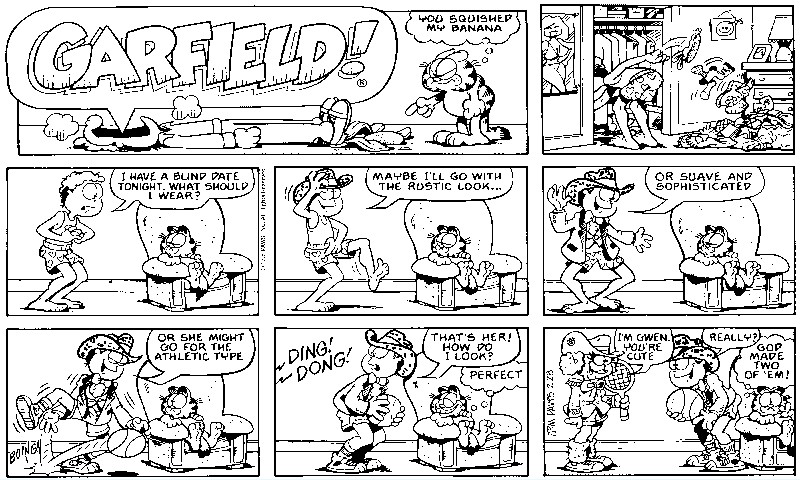 GARFIELD!
®
YOU SQUISHED
MY BANANA
I HAVE A BLIND DATE
TONIGHT. WHAT SHOULD
I WEAR?
MAYBE I'LL GO WITH
THE RUSTIC LOOK...
OR SUAVE AND
SOPHISTICATED
OR SHE MIGHT
GO FOR THE
ATHLETIC TYPE
BOING!
DING!
DONG!
THAT'S HER!
HOW DO
I LOOK?
PERFECT
I'M GWEN.
YOU'RE
CUTE
REALLY?
GOD
MADE
TWO
OF 'EM!
JIM DAVIS 2.23